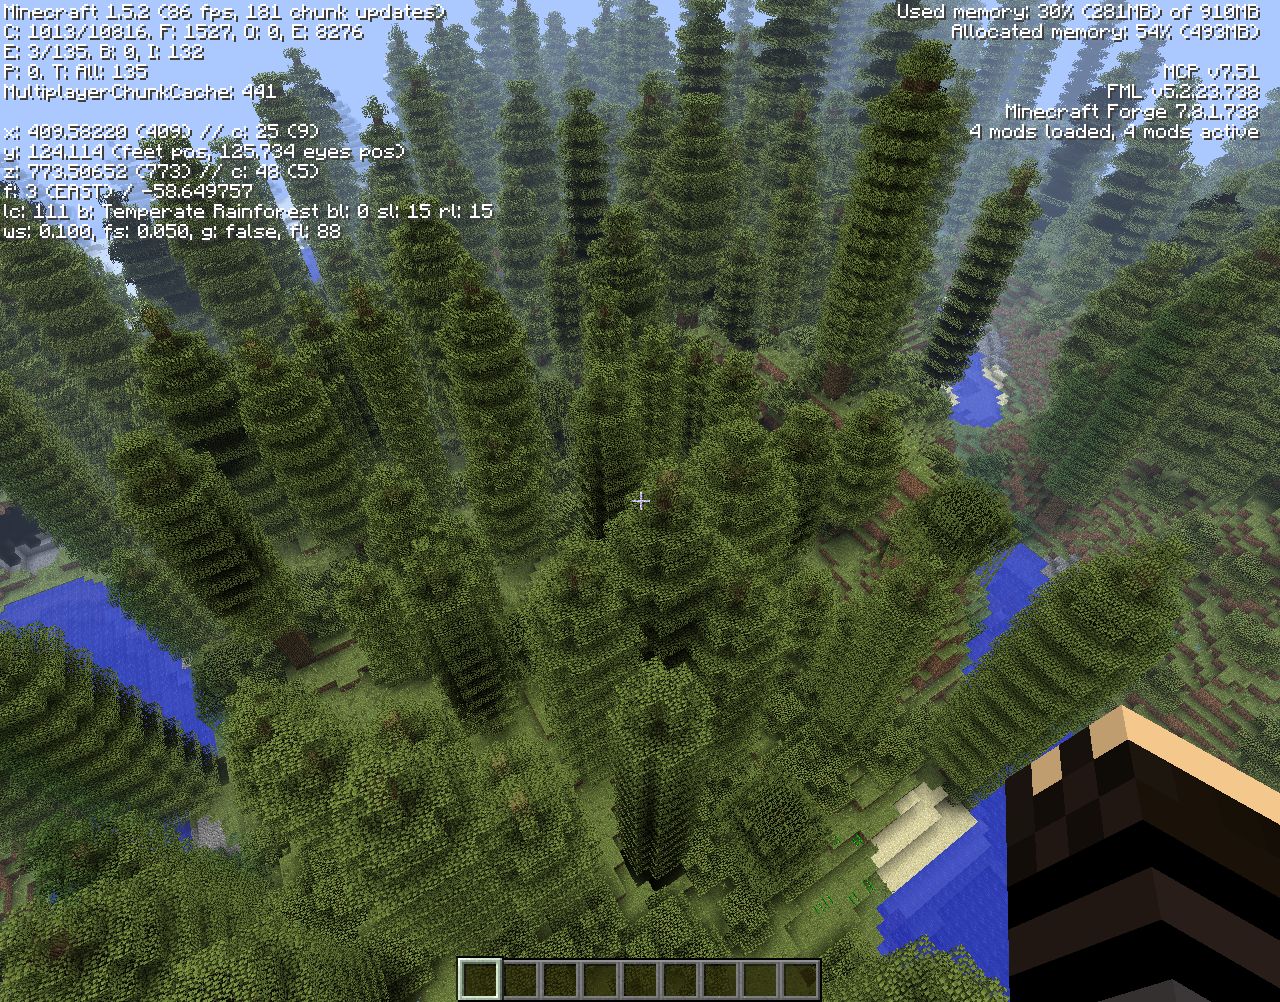 Minecraft 1.5.2 (86 fps, 181 chunk updates)
C: 1013/10816. F: 1527, O: 0, E: 8276
E: 3/135. B: 0, I: 132
P: 0. T: All: 135
MultiplayerChunkCache: 441
x: 409.58220 (409) // c: 25 (9)
y: 124.114 (feet pos, 125.734 eyes pos)
z: 773.59652 (773) // c: 48 (5)
f: 3 (EAST) / -58.649757
lc: 111 b: Temperate Rainforest bl: 0 sl: 15 rl: 15
ws: 0.100, fs: 0.050, g: false, fl: 88
Used memory: 30% (281MB) of 910MB
Allocated memory: 54% (493MB)
MCP v7.51
FML v5.2.23.738
Minecraft Forge 7.8.1.738
4 mods loaded, 4 mods active